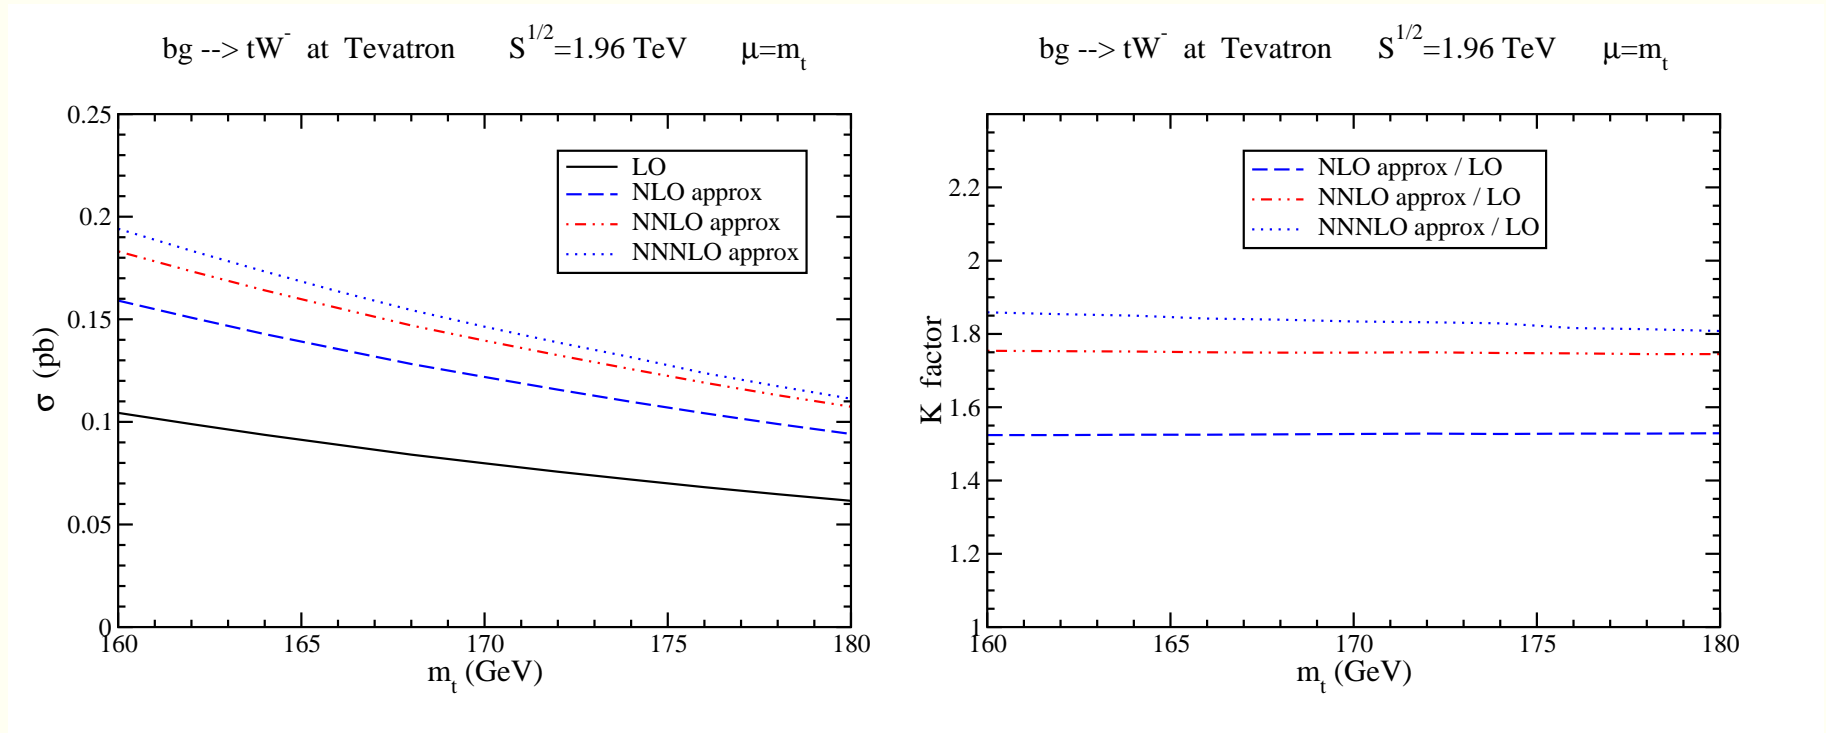 bg --> tW⁻ at Tevatron S^1/2=1.96 TeV μ=m_t
0.25
0.2
0.15
0.1
0.05
0
σ (pb)
LO
NLO approx
NNLO approx
NNNLO approx
160 165 170 175 180
m_t (GeV)
bg --> tW⁻ at Tevatron S^1/2=1.96 TeV μ=m_t
2.2
2
1.8
1.6
1.4
1.2
1
K factor
NLO approx / LO
NNLO approx / LO
NNNLO approx / LO
160 165 170 175 180
m_t (GeV)